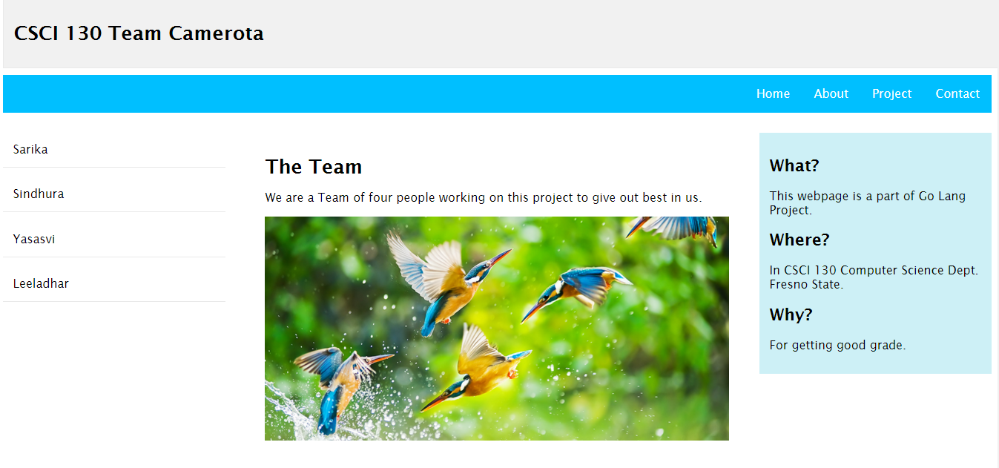 CSCI 130 Team Camerota
Home About Project Contact
Sarika
Sindhura
Yasasvi
Leeladhar
The Team
We are a Team of four people working on this project to give out best in us.
What?
This webpage is a part of Go Lang
Project.
Where?
In CSCI 130 Computer Science Dept.
Fresno State.
Why?
For getting good grade.